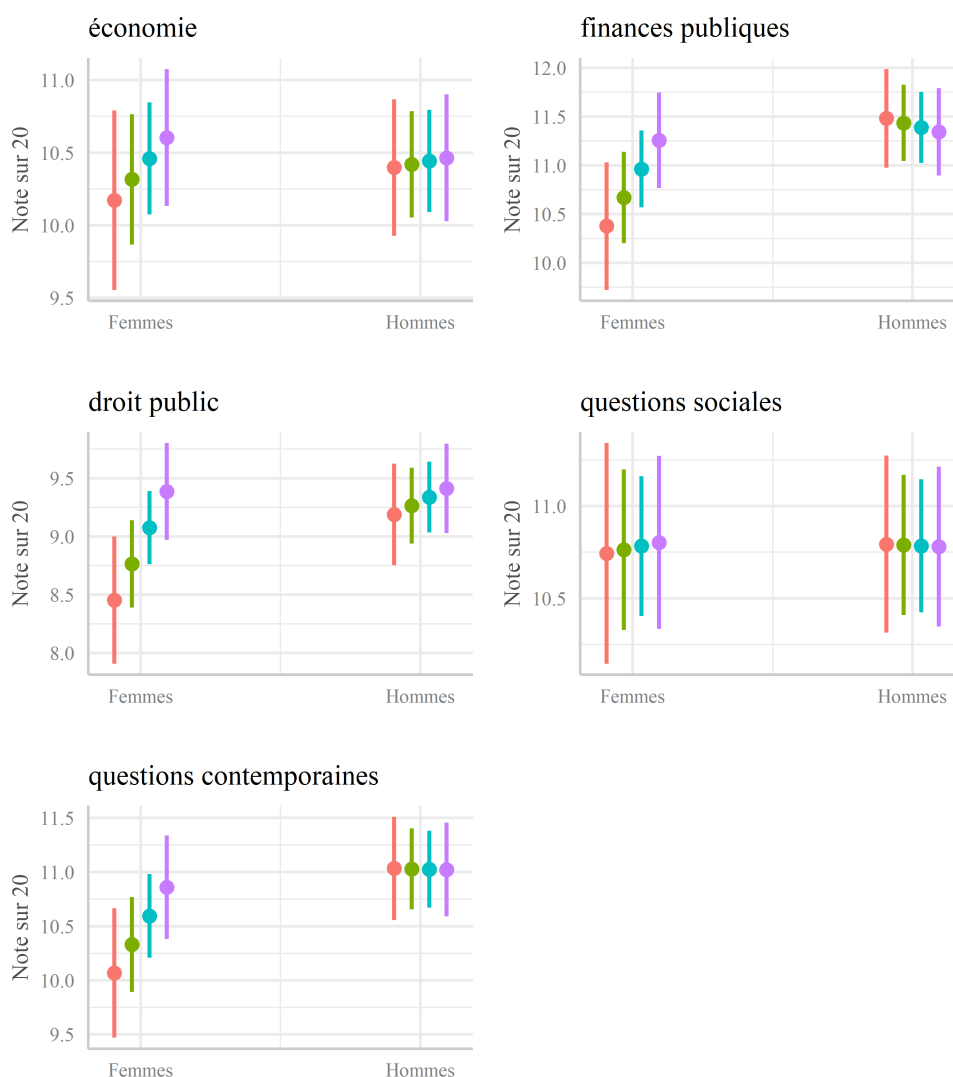 économie
Note sur 20
11.0
10.5
10.0
9.5
Femmes
Hommes
finances publiques
Note sur 20
12.0
11.5
11.0
10.5
10.0
Femmes
Hommes
droit public
Note sur 20
9.5
9.0
8.5
8.0
Femmes
Hommes
questions sociales
Note sur 20
11.0
10.5
Femmes
Hommes
questions contemporaines
Note sur 20
11.5
11.0
10.5
10.0
9.5
Femmes
Hommes